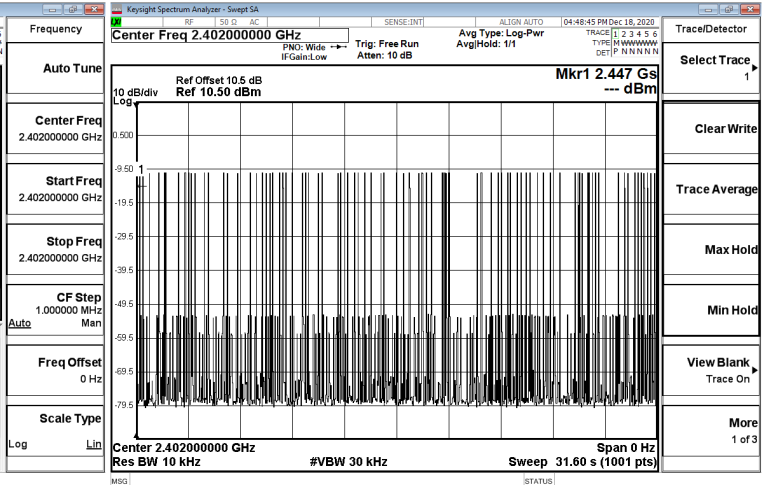 Keysight Spectrum Analyzer - Swept SA
Frequency
Auto Tune
Center Freq
2.402000000 GHz
Start Freq
2.402000000 GHz
Stop Freq
2.402000000 GHz
CF Step
1.000000 MHz
Auto Man
Freq Offset
0 Hz
Scale Type
Log Lin
LXI RF 50 Ω AC SENSE:INT ALIGN AUTO 04:48:45 PM Dec 18, 2020
Center Freq 2.402000000 GHz
PNO: Wide
IFGain:Low
Trig: Free Run
Atten: 10 dB
Avg Type: Log-Pwr
Avg|Hold: 1/1
TRACE 1 2 3 4 5 6
TYPE M WWWWW
DET P N N N N N
Ref Offset 10.5 dB
10 dB/div Ref 10.50 dBm
Log
Mkr1 2.447 Gs
--- dBm
0.500
-9.50
1
-19.5
-29.5
-39.5
-49.5
-59.5
-69.5
-79.5
Center 2.402000000 GHz Span 0 Hz
Res BW 10 kHz #VBW 30 kHz Sweep 31.60 s (1001 pts)
MSG STATUS
Trace/Detector
Select Trace
1
Clear Write
Trace Average
Max Hold
Min Hold
View Blank
Trace On
More
1 of 3